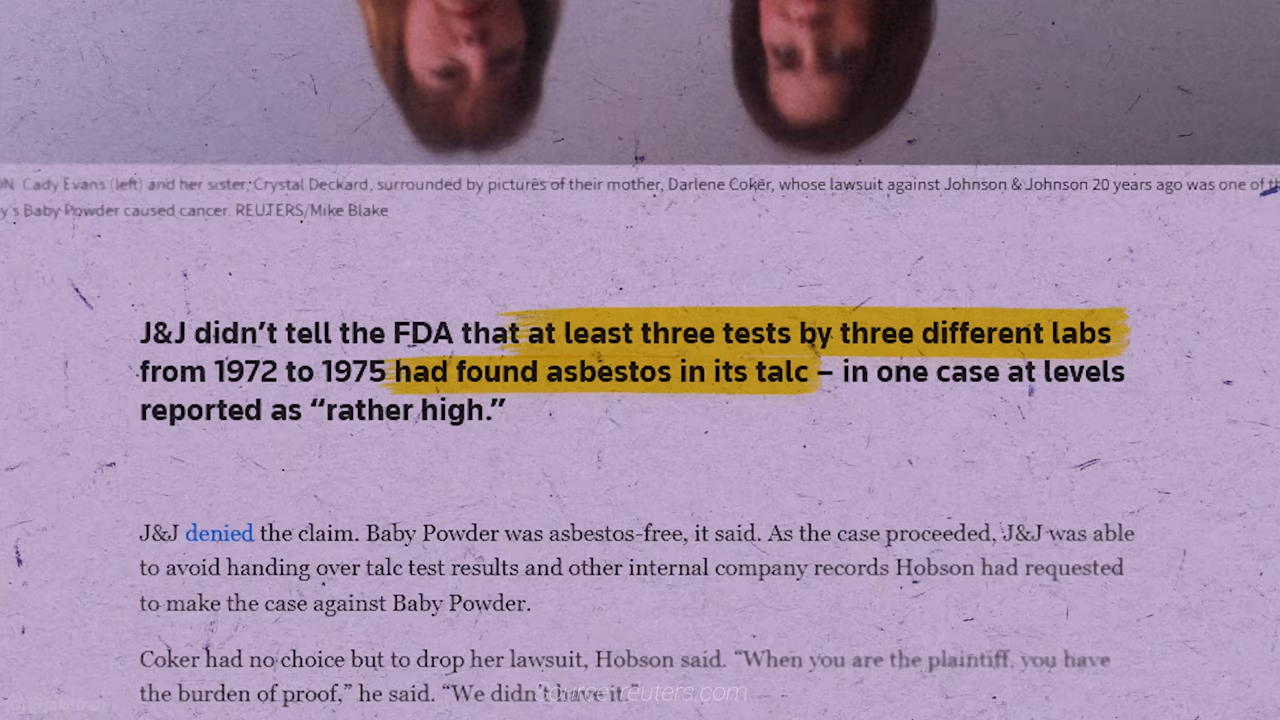 ON: Cady Evans (left) and her sister, Crystal Deckard, surrounded by pictures of their mother, Darlene Coker, whose lawsuit against Johnson & Johnson 20 years ago was one of th
y's Baby Powder caused cancer. REUTERS/Mike Blake
J&J didn't tell the FDA that at least three tests by three different labs
from 1972 to 1975 had found asbestos in its talc – in one case at levels
reported as “rather high.”
J&J denied the claim. Baby Powder was asbestos-free, it said. As the case proceeded, J&J was able
to avoid handing over talc test results and other internal company records Hobson had requested
to make the case against Baby Powder.
Coker had no choice but to drop her lawsuit, Hobson said. “When you are the plaintiff, you have
the burden of proof,” he said. “We didn't have it.”
Source: reuters.com